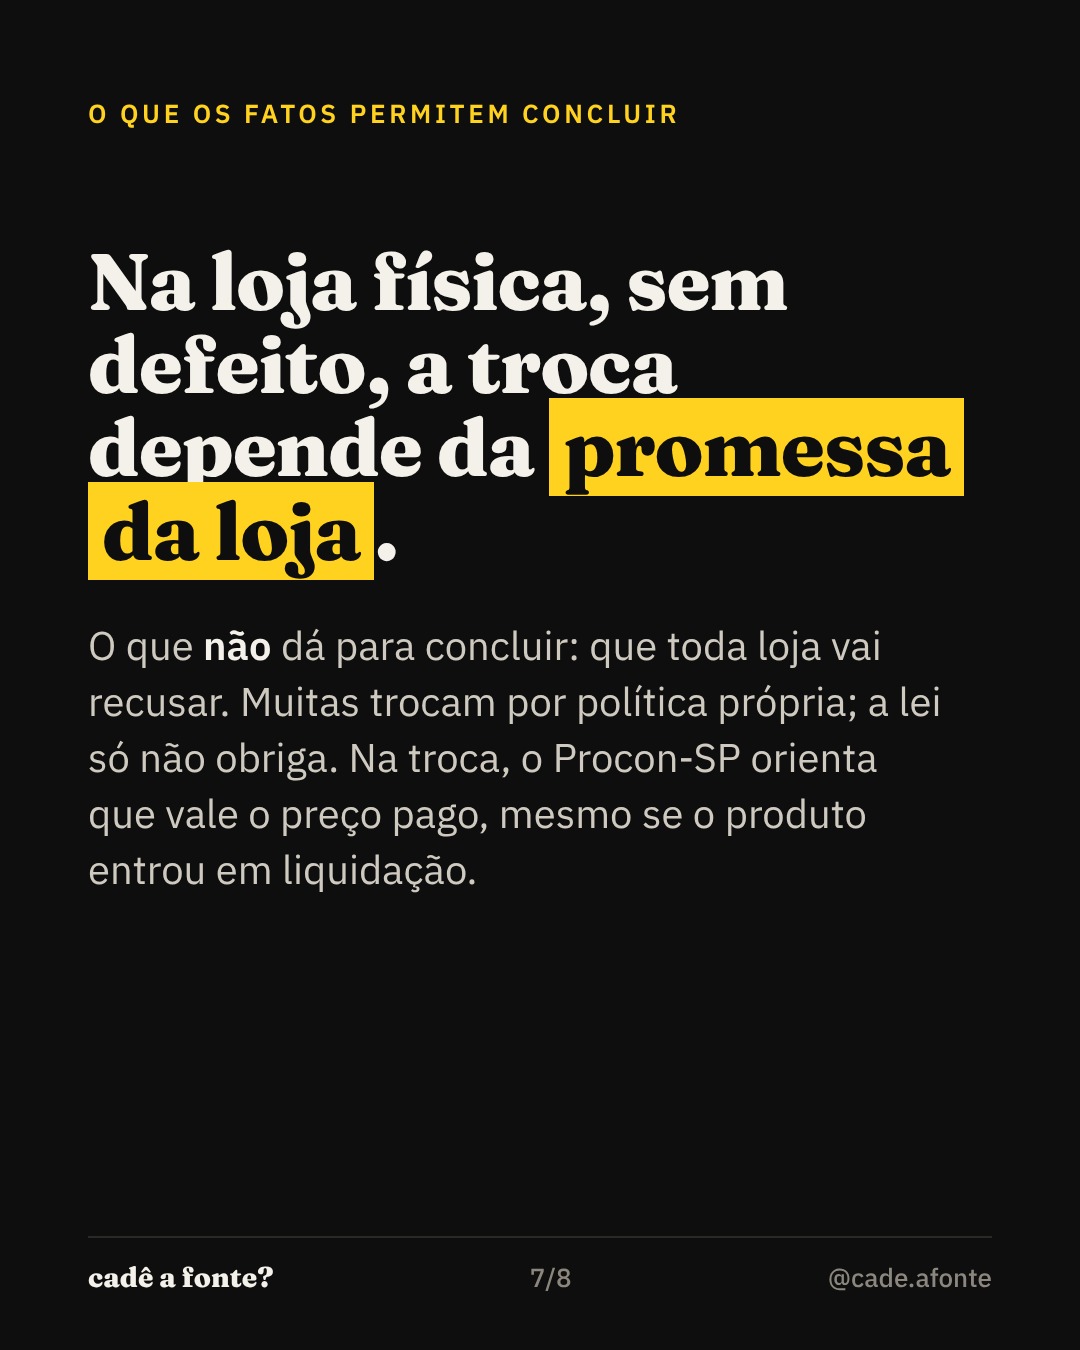 O QUE OS FATOS PERMITEM CONCLUIR
Na loja física, sem
defeito, a troca
depende da promessa
da loja.
O que não dá para concluir: que toda loja vai
recusar. Muitas trocam por política própria; a lei
só não obriga. Na troca, o Procon-SP orienta
que vale o preço pago, mesmo se o produto
entrou em liquidação.
cadê a fonte?
7/8
@cade.afonte